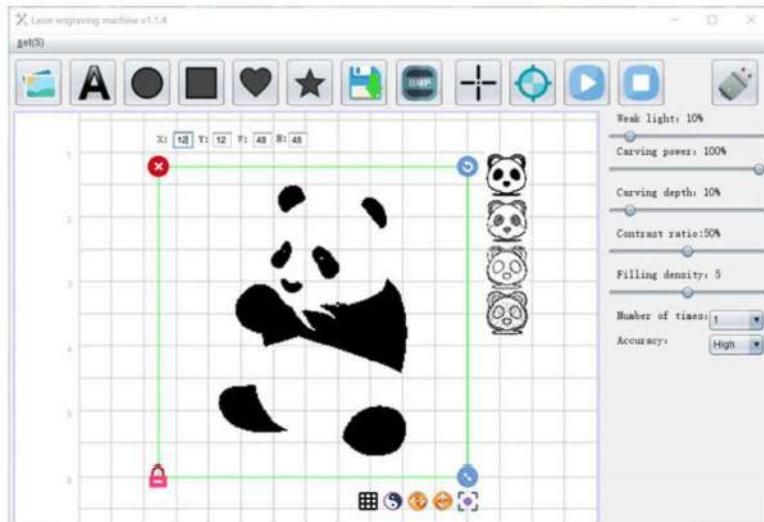 Laser engraving machine v1.1.4
set(S)
A
BMP
X: 12 Y: 12 F: 48 H: 48
Weak light: 10%
Carving power: 100%
Carving depth: 10%
Contrast ratio:50%
Filling density: 5
Number of times: 1
Accuracy: High
1
2
3
4
5
6